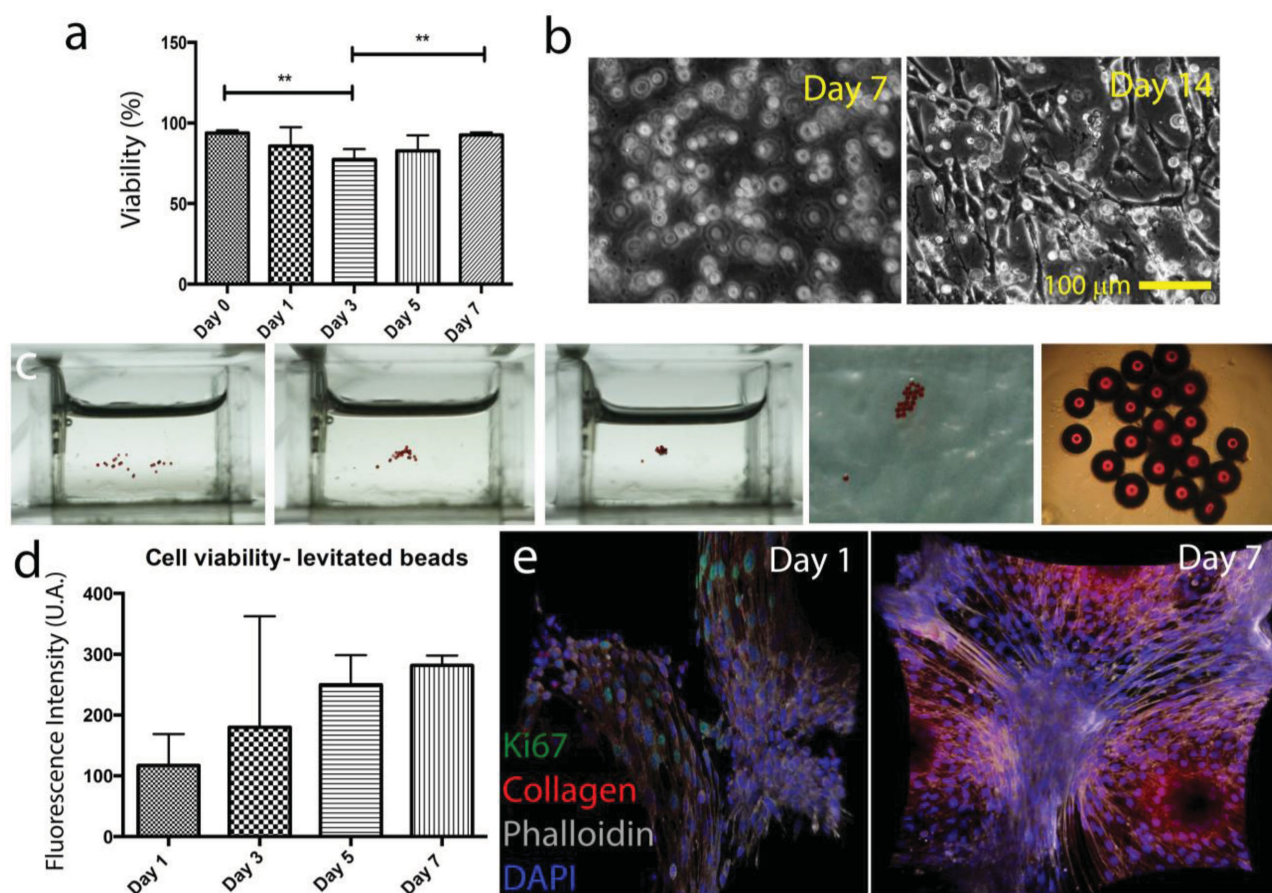 a
150
100
50
0
Viability (%)
**
**
Day 0
Day 1
Day 3
Day 5
Day 7
b
Day 7
Day 14
100 μm
c
d
Cell viability- levitated beads
Fluorescence Intensity (U.A.)
400
300
200
100
0
Day 1
Day 3
Day 5
Day 7
e
Day 1
Day 7
Ki67
Collagen
Phalloidin
DAPI